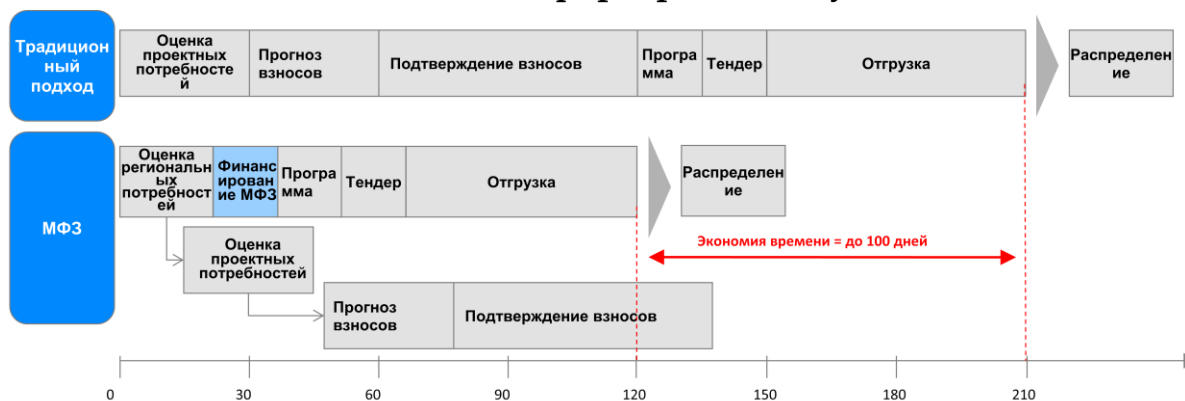 Традицион
ный
подход
Оценка
проектных
потребносте
й
Прогноз
взносов
Подтверждение взносов
Програ
мма
Тендер
Отгрузка
Распределен
ие
МФЗ
Оценка
региональн
ых
потребност
ей
Финанс
ирован
ие МФЗ
Програ
мма
Тендер
Отгрузка
Распределен
ие
Экономия времени = до 100 дней
Оценка
проектных
потребностей
Прогноз
взносов
Подтверждение взносов
0 30 60 90 120 150 180 210